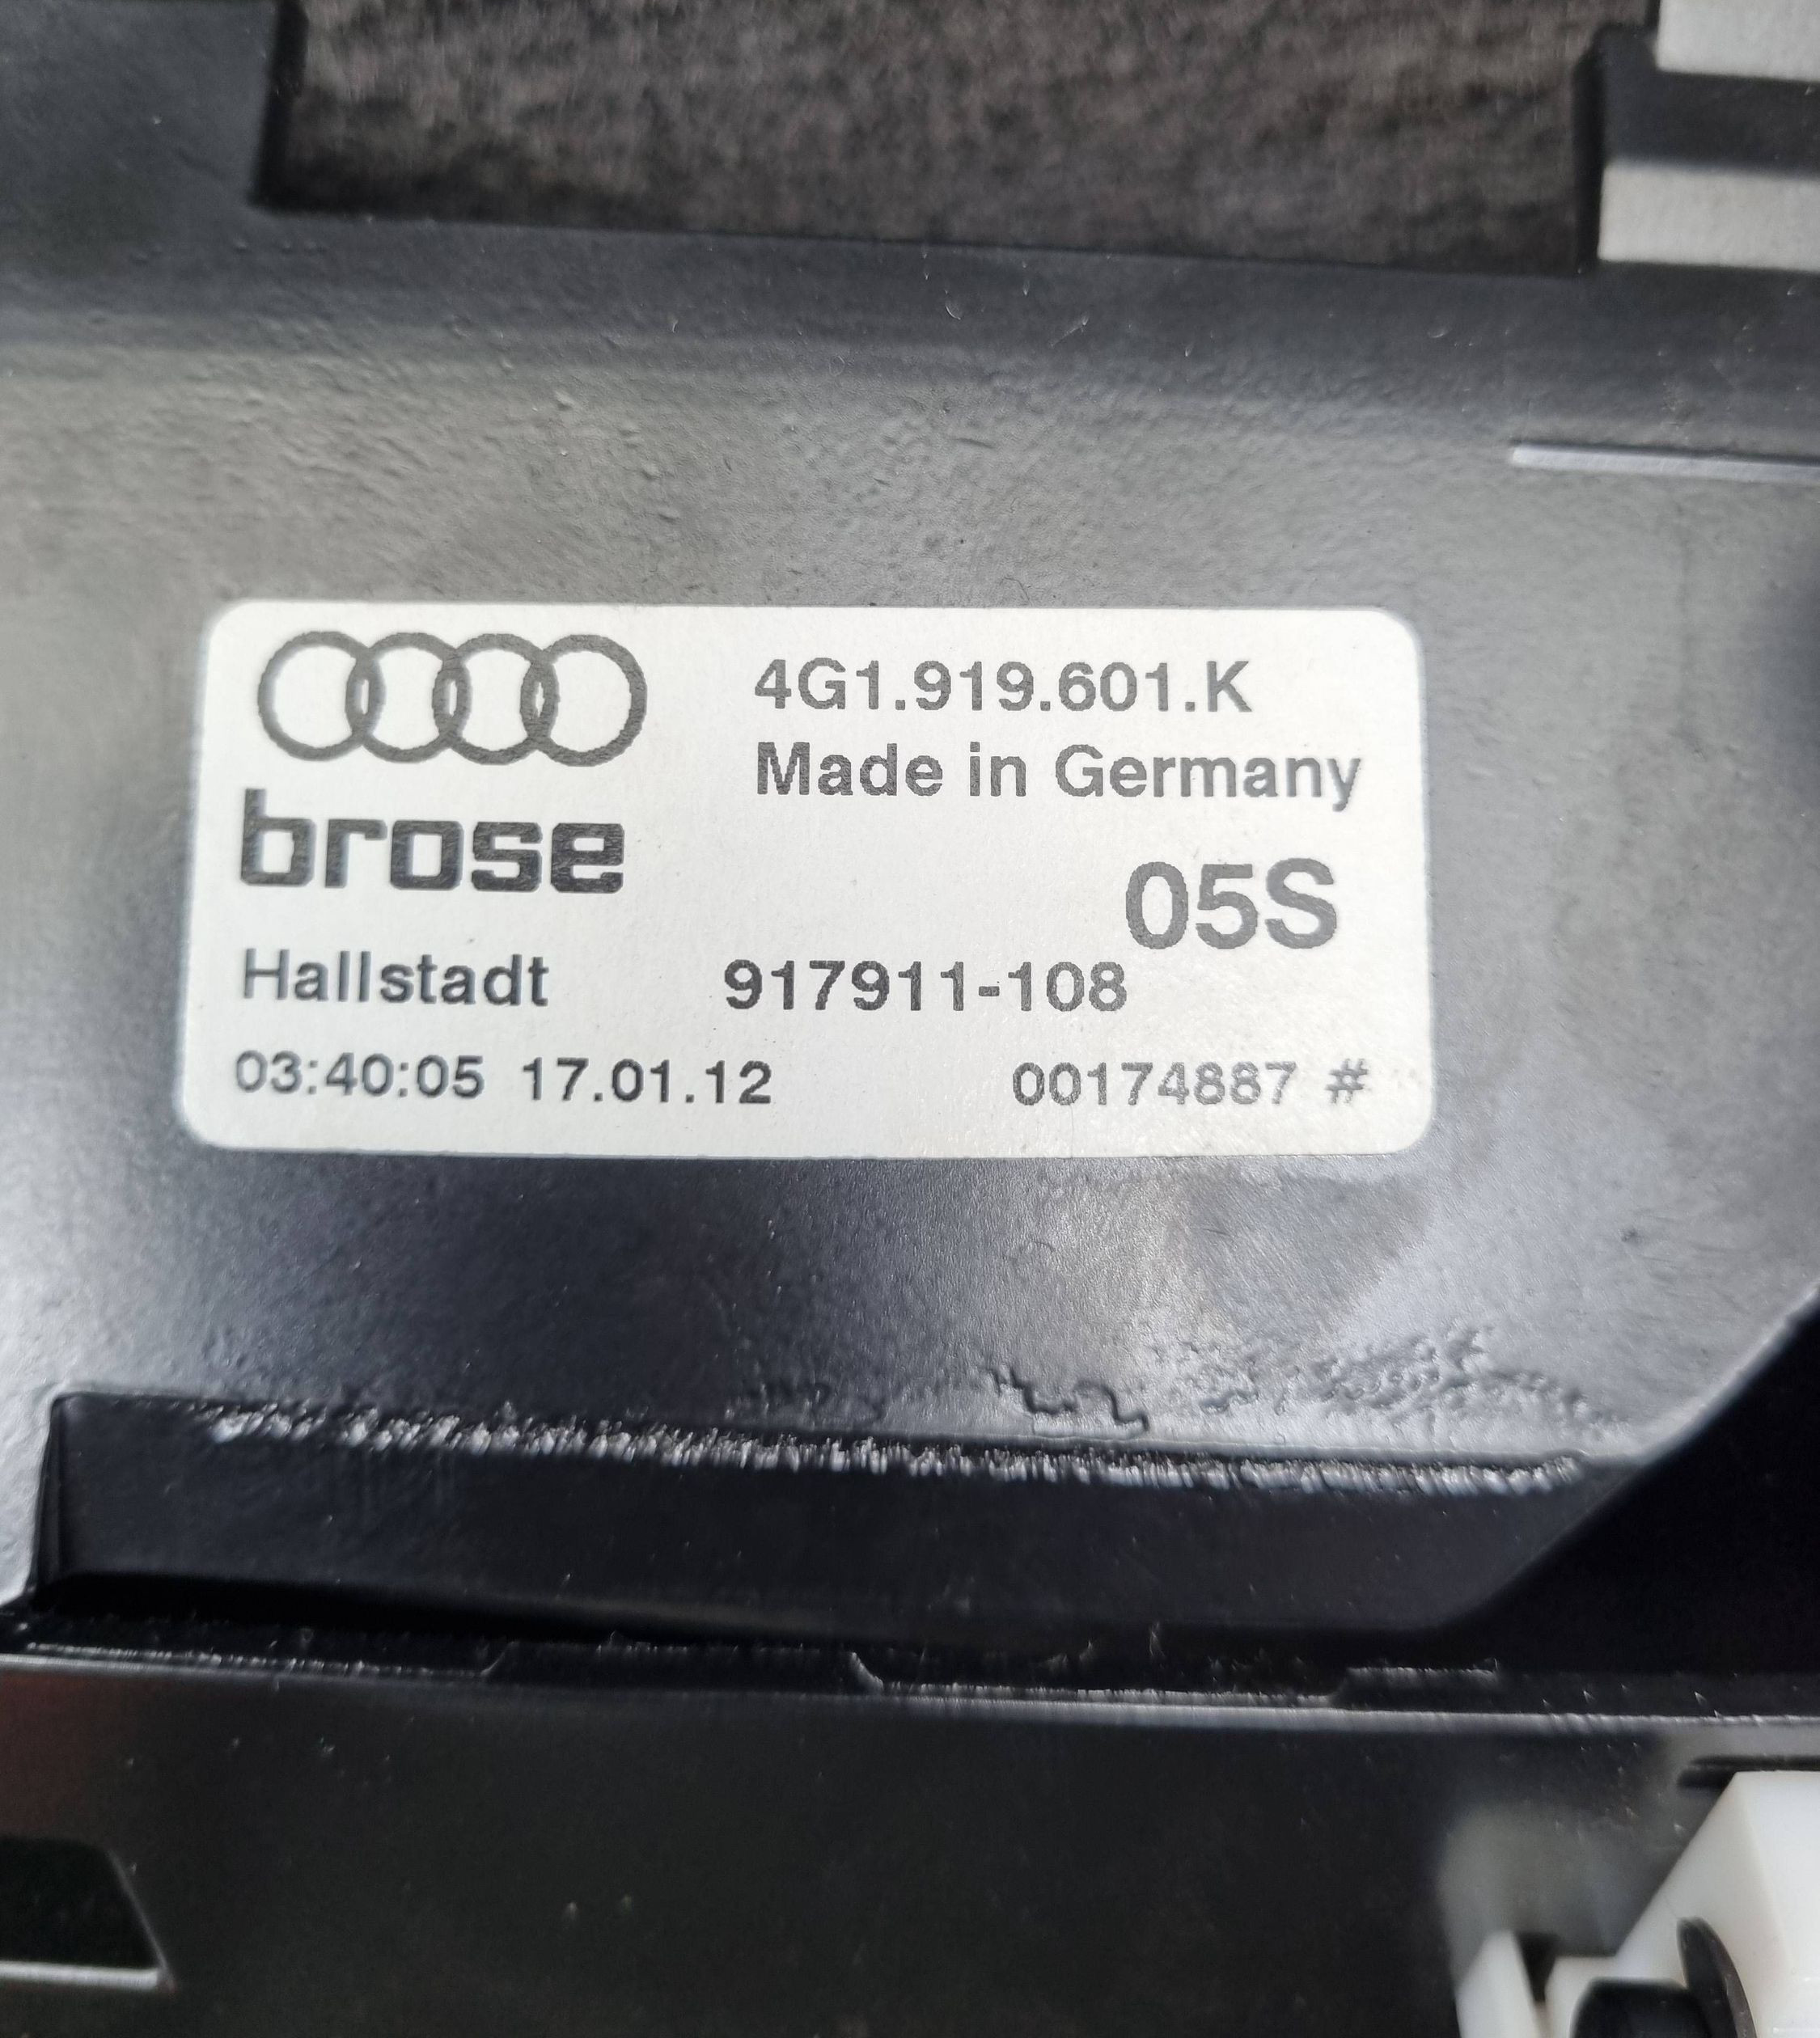 4G1.919.601.K
Made in Germany
brose
05S
Hallstadt 917911-108
03:40:05 17.01.12 00174887 #